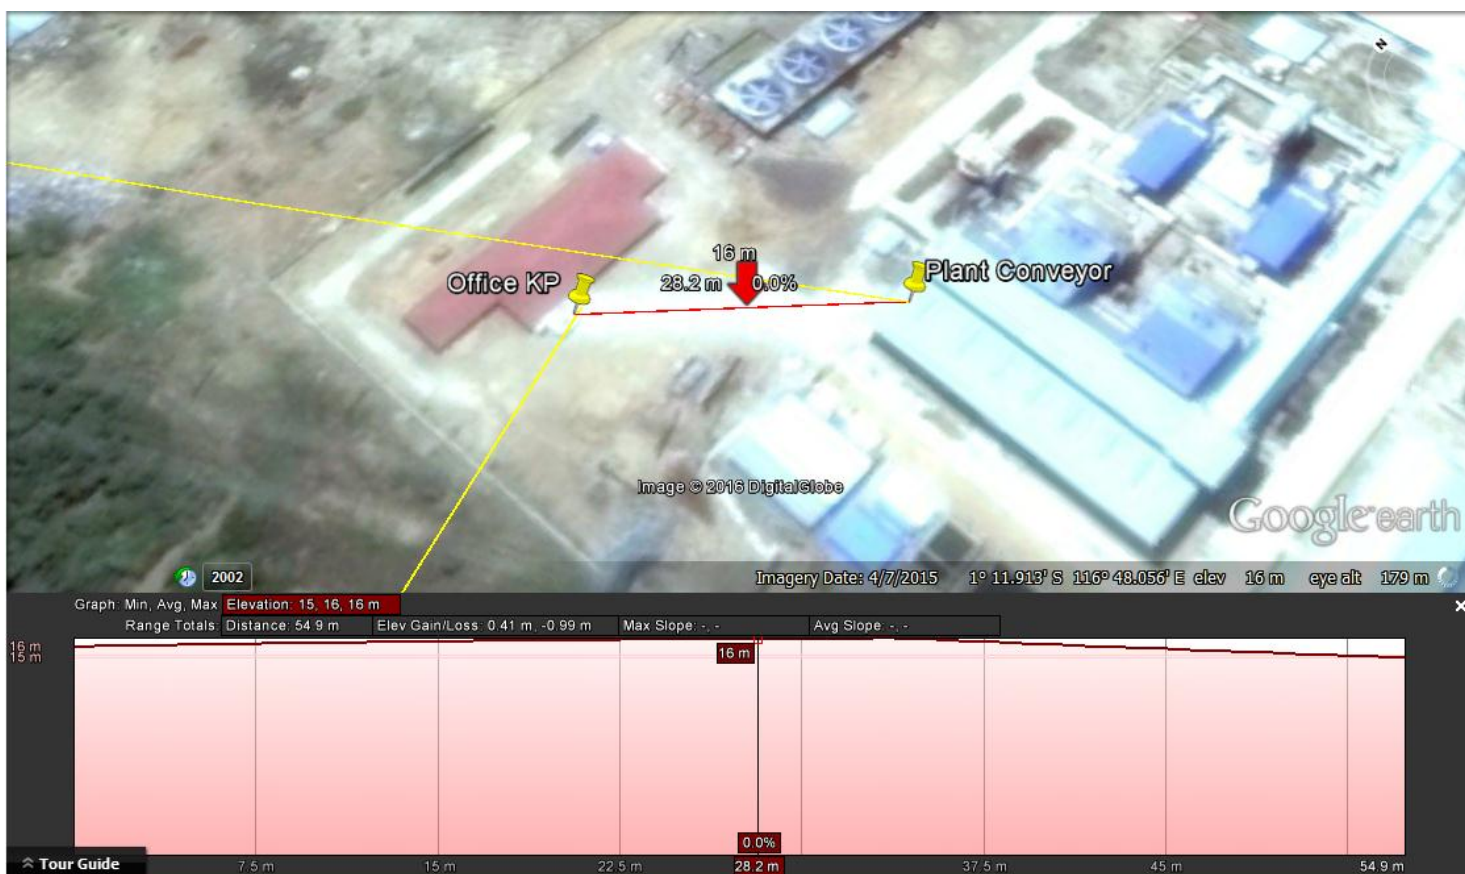 N
16 m
Office KP
28.2 m 0.0%
Plant Conveyor
Image © 2016 DigitalGlobe
Google earth
2002
Imagery Date: 4/7/2015 1° 11.913' S 116° 48.056' E elev 16 m eye alt 179 m
Graph: Min, Avg, Max Elevation: 15, 16, 16 m
Range Totals: Distance: 54.9 m Elev Gain/Loss: 0.41 m, -0.99 m Max Slope: -, - Avg Slope: -, -
16 m
15 m
16 m
0.0%
Tour Guide
7.5 m 15 m 22.5 m 28.2 m 37.5 m 45 m 54.9 m